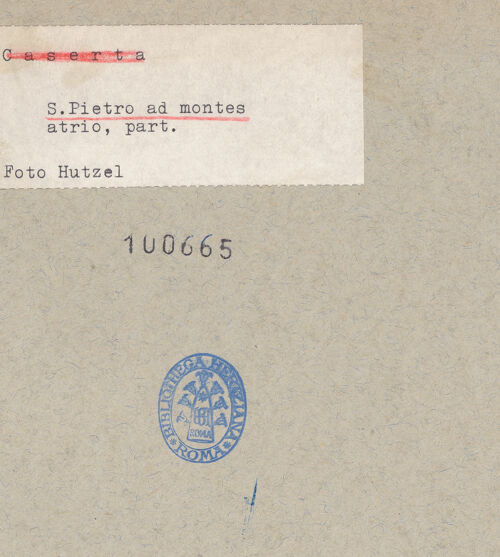 Caserta
S.Pietro ad montes
atrio, part.
Foto Hutzel
100665
BIBLIOTHECA HERTZIANA
ROMA